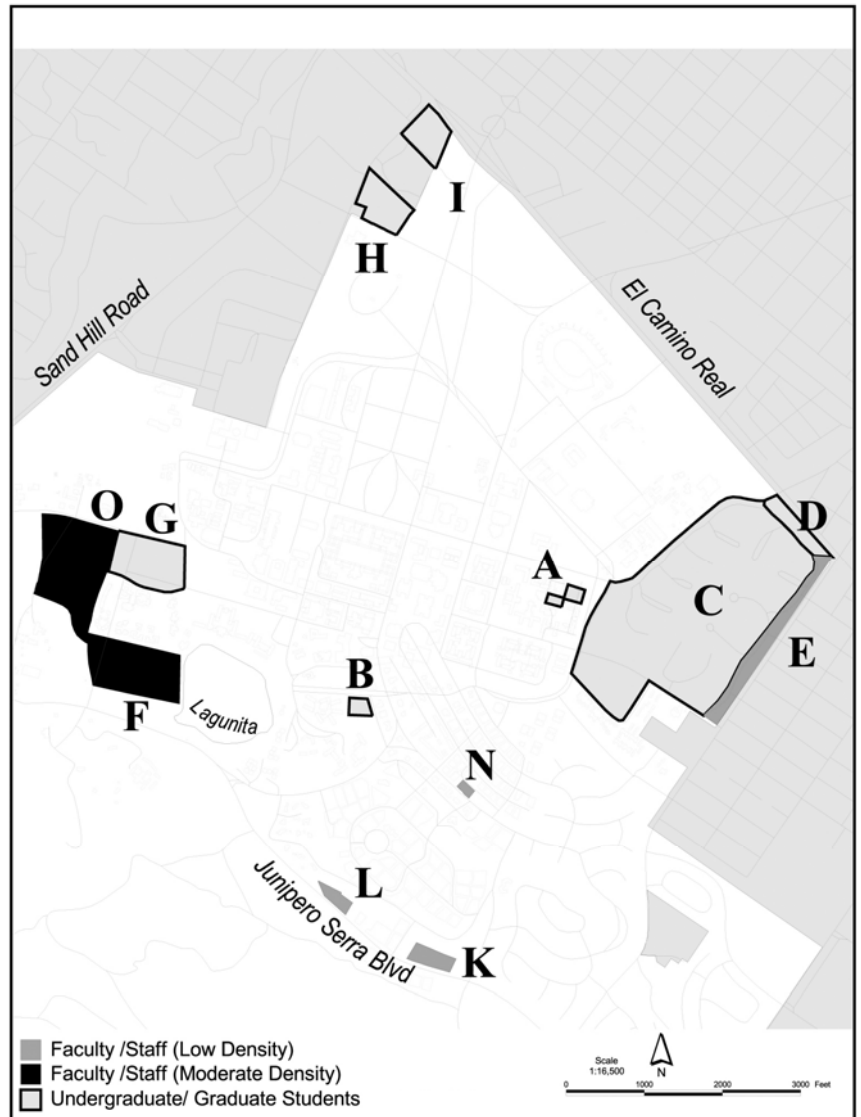 I
H
Sand Hill Road
El Camino Real
O
G
D
A
C
E
B
F
Lagunita
N
L
Junipero Serra Blvd
K
Faculty /Staff (Low Density)
Faculty /Staff (Moderate Density)
Undergraduate/ Graduate Students
Scale
1:16,500
N
0 1000 2000 3000 Feet